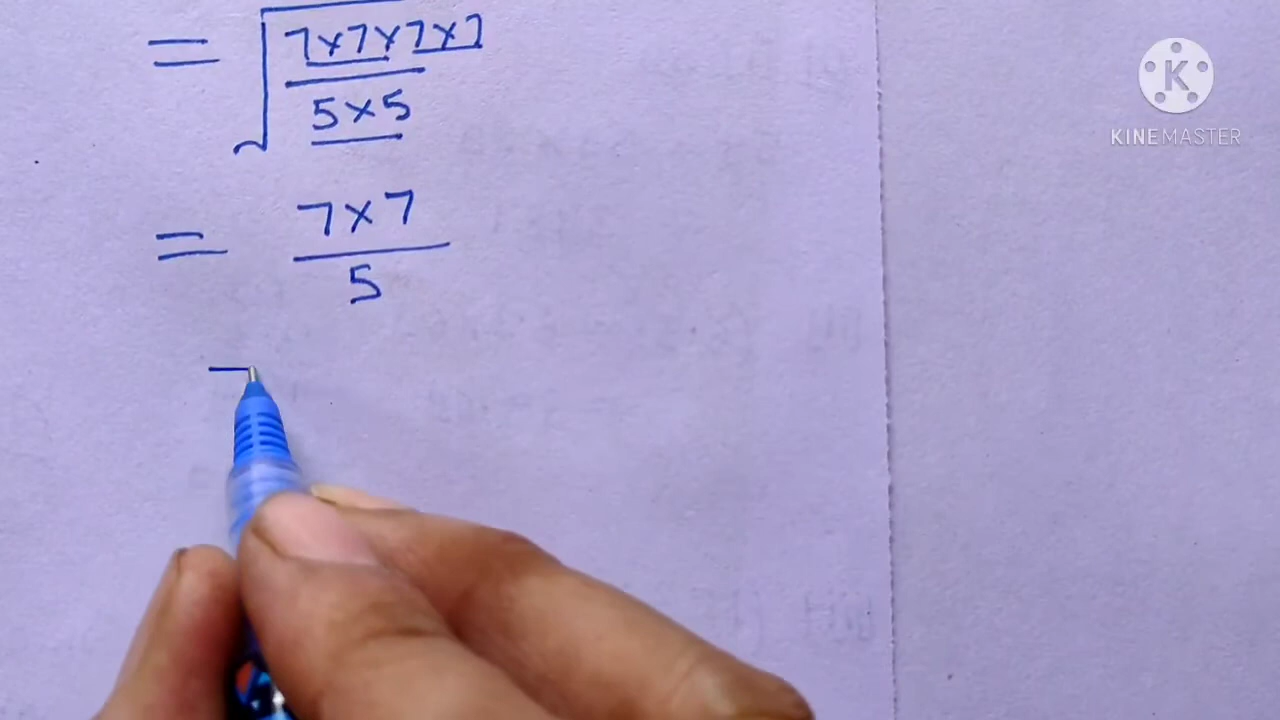 = √ 7×7×7×7
5×5
= 7×7
5
K
KINEMASTER